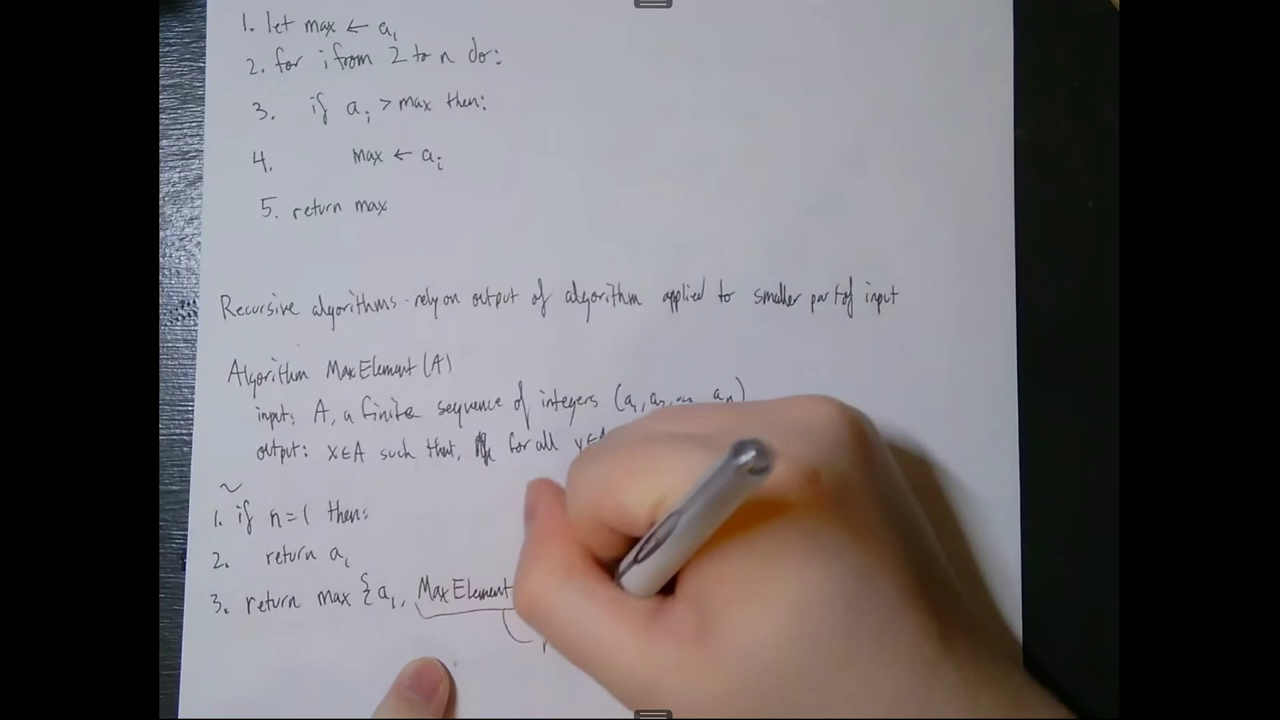 1. let max ← a₁
2. for i from 2 to n do:
3. if aᵢ > max then:
4. max ← aᵢ
5. return max
Recursive algorithms - rely on output of algorithm applied to smaller part of input
Algorithm MaxElement (A)
input: A, a finite sequence of integers (a₁, a₂, ..., aₙ)
output: x∈A such that, for all y∈A
~
1. if n=1 then:
2. return a₁
3. return max {a₁, MaxElement